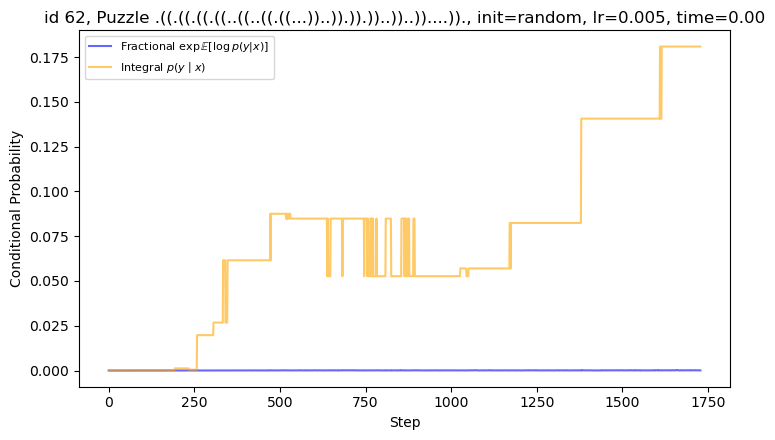 id 62, Puzzle .((.((.((.((..((..((.((...))..)).)).))..))..))....))., init=random, lr=0.005, time=0.00
Fractional exp𝔼[log p(y|x)]
Integral p(y | x)
Conditional Probability
0.175
0.150
0.125
0.100
0.075
0.050
0.025
0.000
0 250 500 750 1000 1250 1500 1750
Step